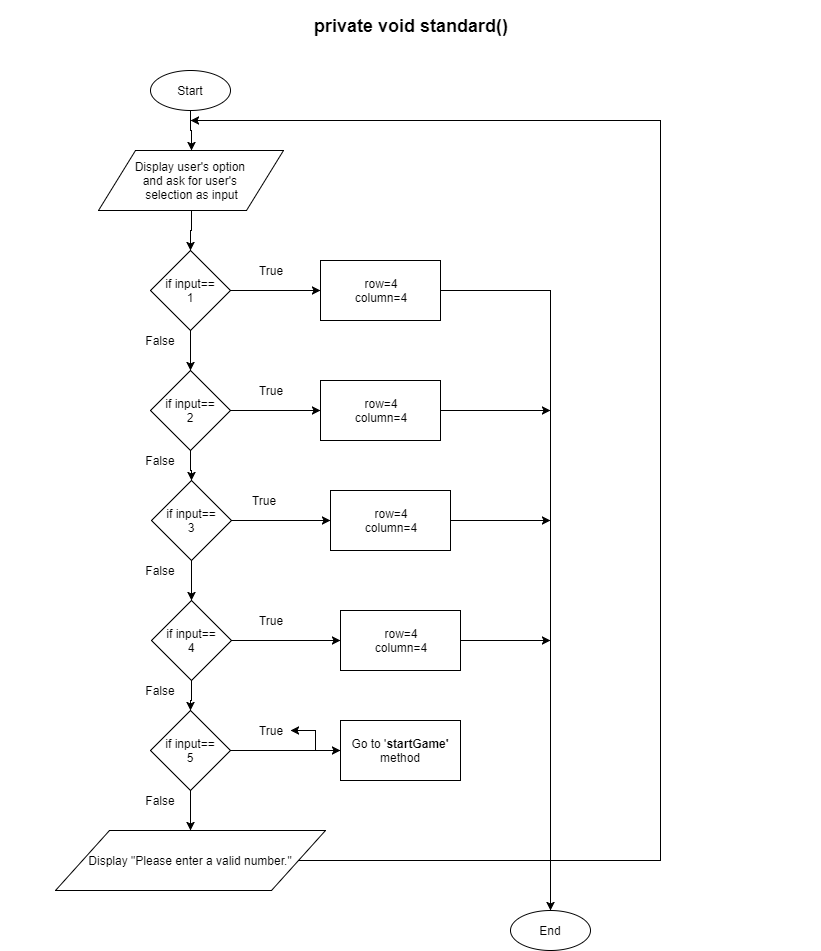 private void standard()
Start
Display user's option
and ask for user's
selection as input
if input==
1
True
row=4
column=4
False
if input==
2
True
row=4
column=4
False
if input==
3
True
row=4
column=4
False
if input==
4
True
row=4
column=4
False
if input==
5
True
Go to 'startGame'
method
False
Display "Please enter a valid number."
End